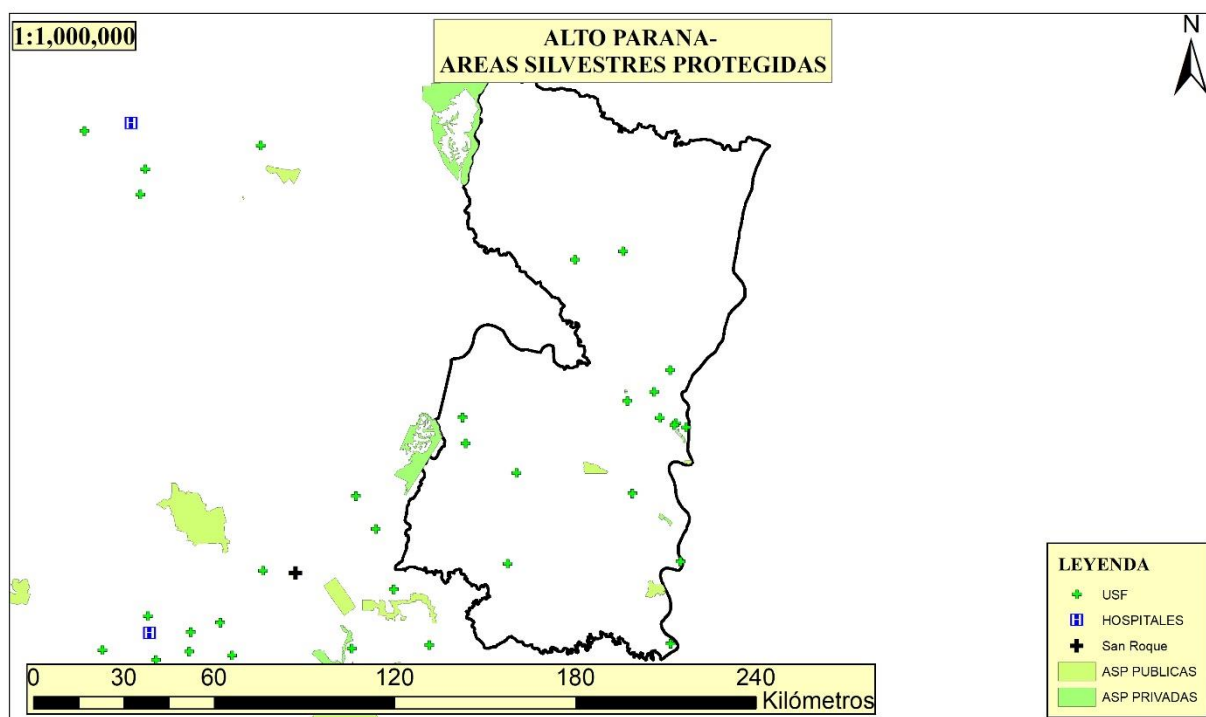 1:1,000,000
ALTO PARANA-
AREAS SILVESTRES PROTEGIDAS
N
LEYENDA
USF
H HOSPITALES
San Roque
ASP PUBLICAS
ASP PRIVADAS
H
H
0 30 60 120 180 240
Kilómetros